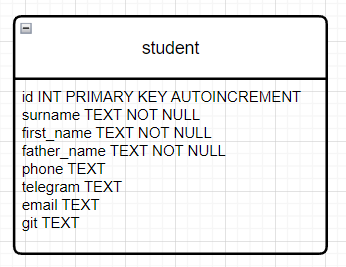 student
id INT PRIMARY KEY AUTOINCREMENT
surname TEXT NOT NULL
first_name TEXT NOT NULL
father_name TEXT NOT NULL
phone TEXT
telegram TEXT
email TEXT
git TEXT